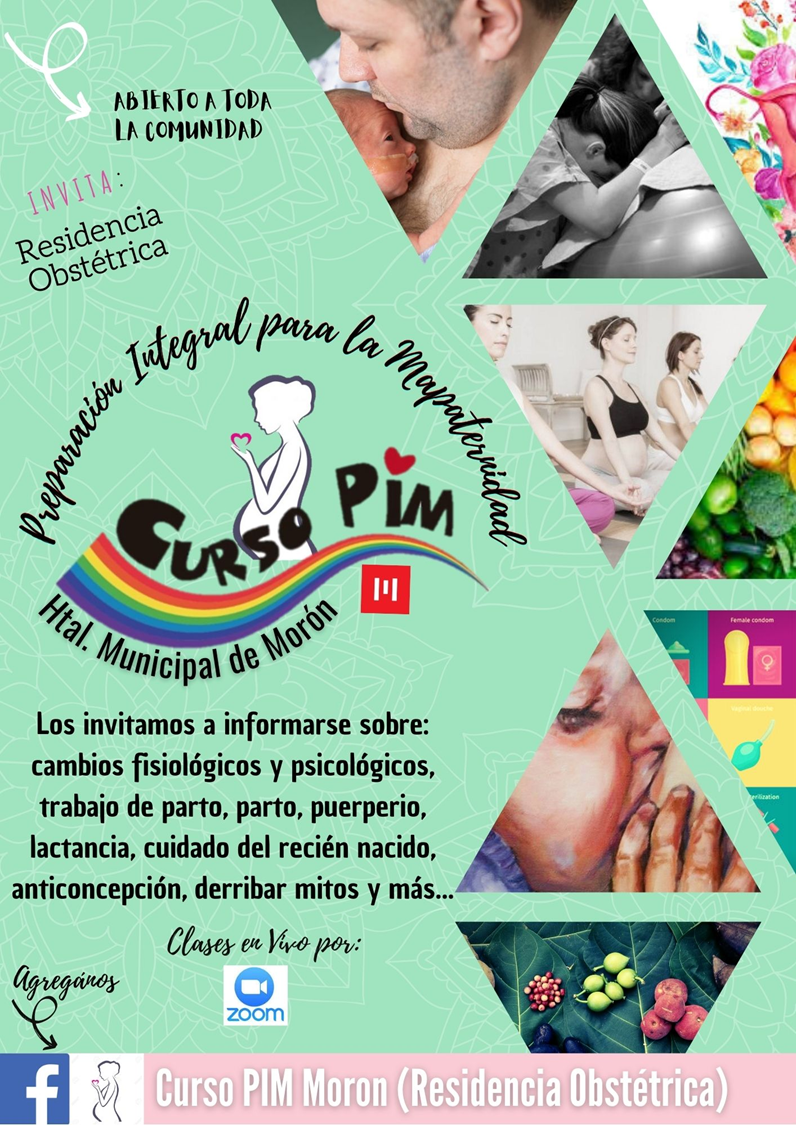 ABIERTO A TODA
LA COMUNIDAD
INVITA:
Residencia
Obstétrica
Preparación Integral para la Mapaternidad
CURSO PIM
Htal. Municipal de Morón
Condom
Female condom
Vaginal douche
Los invitamos a informarse sobre:
cambios fisiológicos y psicológicos,
trabajo de parto, parto, puerperio,
lactancia, cuidado del recién nacido,
anticoncepción, derribar mitos y más...
Clases en Vivo por:
zoom
Agregános
Curso PIM Moron (Residencia Obstétrica)